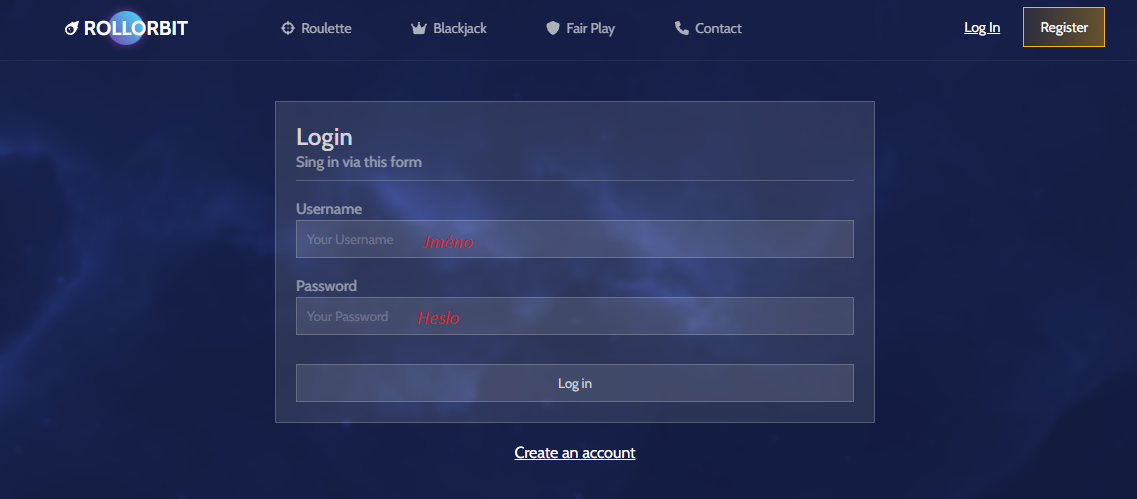 ROLLORBIT Roulette Blackjack Fair Play Contact Log In Register
Login
Sing in via this form
Username
Your Username Jméno
Password
Your Password Heslo
Log in
Create an account